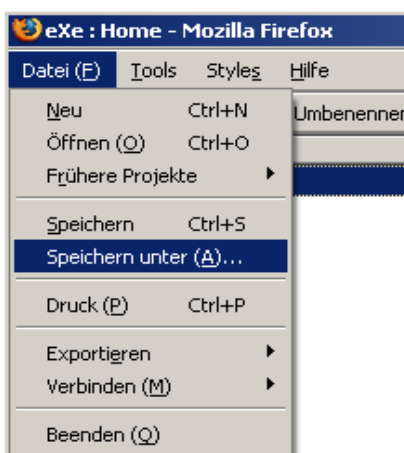 eXe : Home - Mozilla Firefox
Datei (F) Tools Styles Hilfe
Neu Ctrl+N
Umbenennen
Öffnen (O) Ctrl+O
Frühere Projekte
Speichern Ctrl+S
Speichern unter (A)...
Druck (P) Ctrl+P
Exportieren
Verbinden (M)
Beenden (Q)